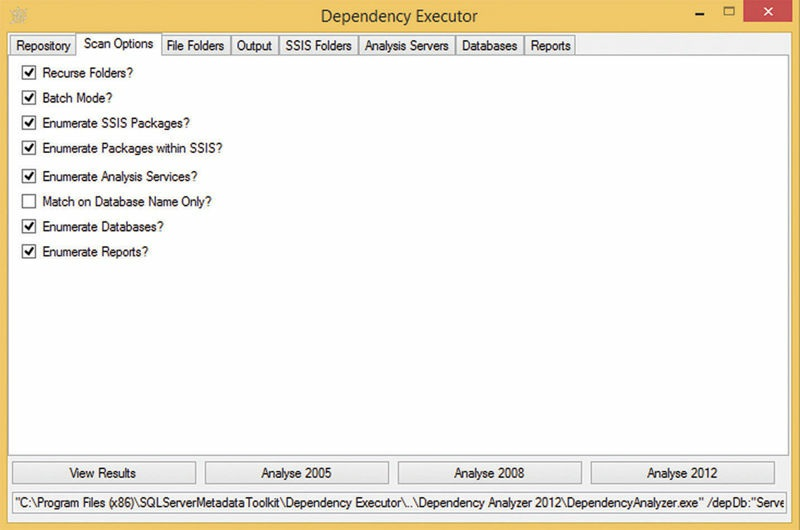 Dependency Executor
Repository Scan Options File Folders Output SSIS Folders Analysis Servers Databases Reports
Recurse Folders?
Batch Mode?
Enumerate SSIS Packages?
Enumerate Packages within SSIS?
Enumerate Analysis Services?
Match on Database Name Only?
Enumerate Databases?
Enumerate Reports?
View Results Analyse 2005 Analyse 2008 Analyse 2012
"C:\Program Files (x86)\SQLServerMetadataToolkit\Dependency Executor\..\Dependency Analyzer 2012\DependencyAnalyzer.exe" /depDb:"Serve